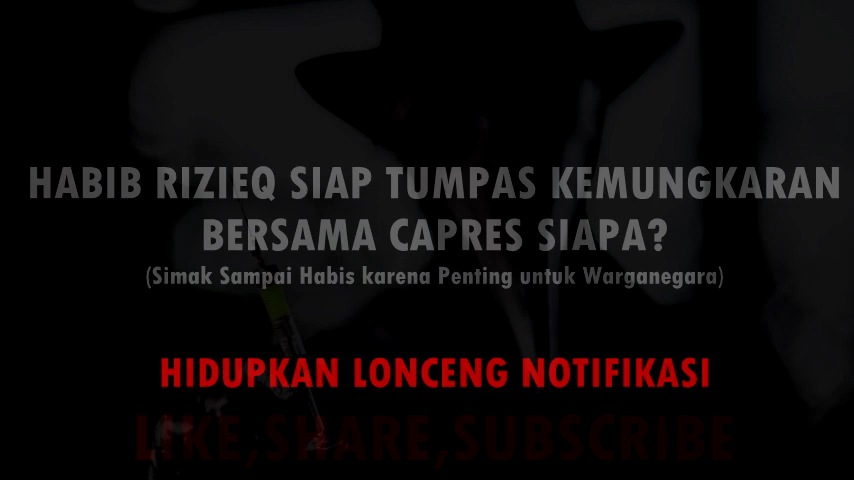 HABIB RIZIEQ SIAP TUMPAS KEMUNGKARAN
BERSAMA CAPRES SIAPA?
(Simak Sampai Habis karena Penting untuk Warganegara)
HIDUPKAN LONCENG NOTIFIKASI
LIKE,SHARE,SUBSCRIBE